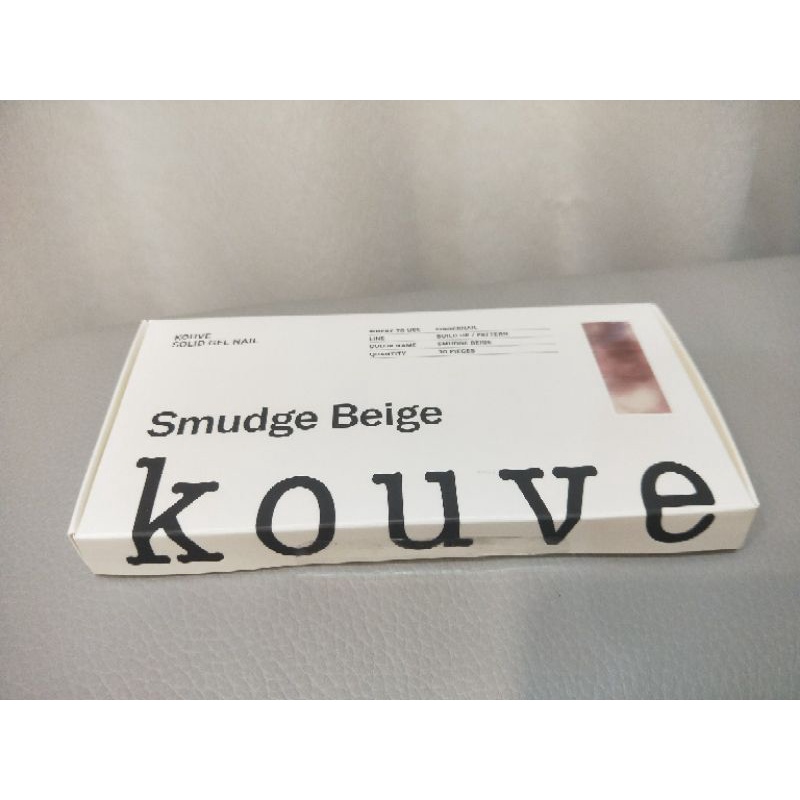 KOUVE
SOLID GEL NAIL
WHERE TO USE FINGERNAIL
LINE BUILD-UP / PATTERN
COLOR NAME SMUDGE BEIGE
QUANTITY 30 PIECES
Smudge Beige
kouve